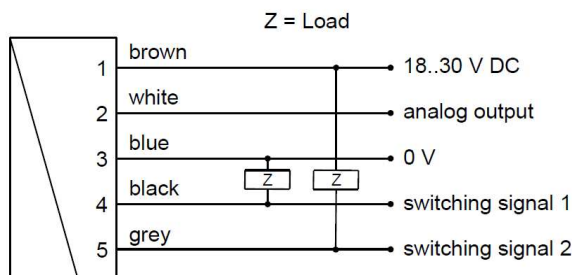 Z = Load
1 brown 18..30 V DC
2 white analog output
3 blue 0 V
Z Z
4 black switching signal 1
5 grey switching signal 2